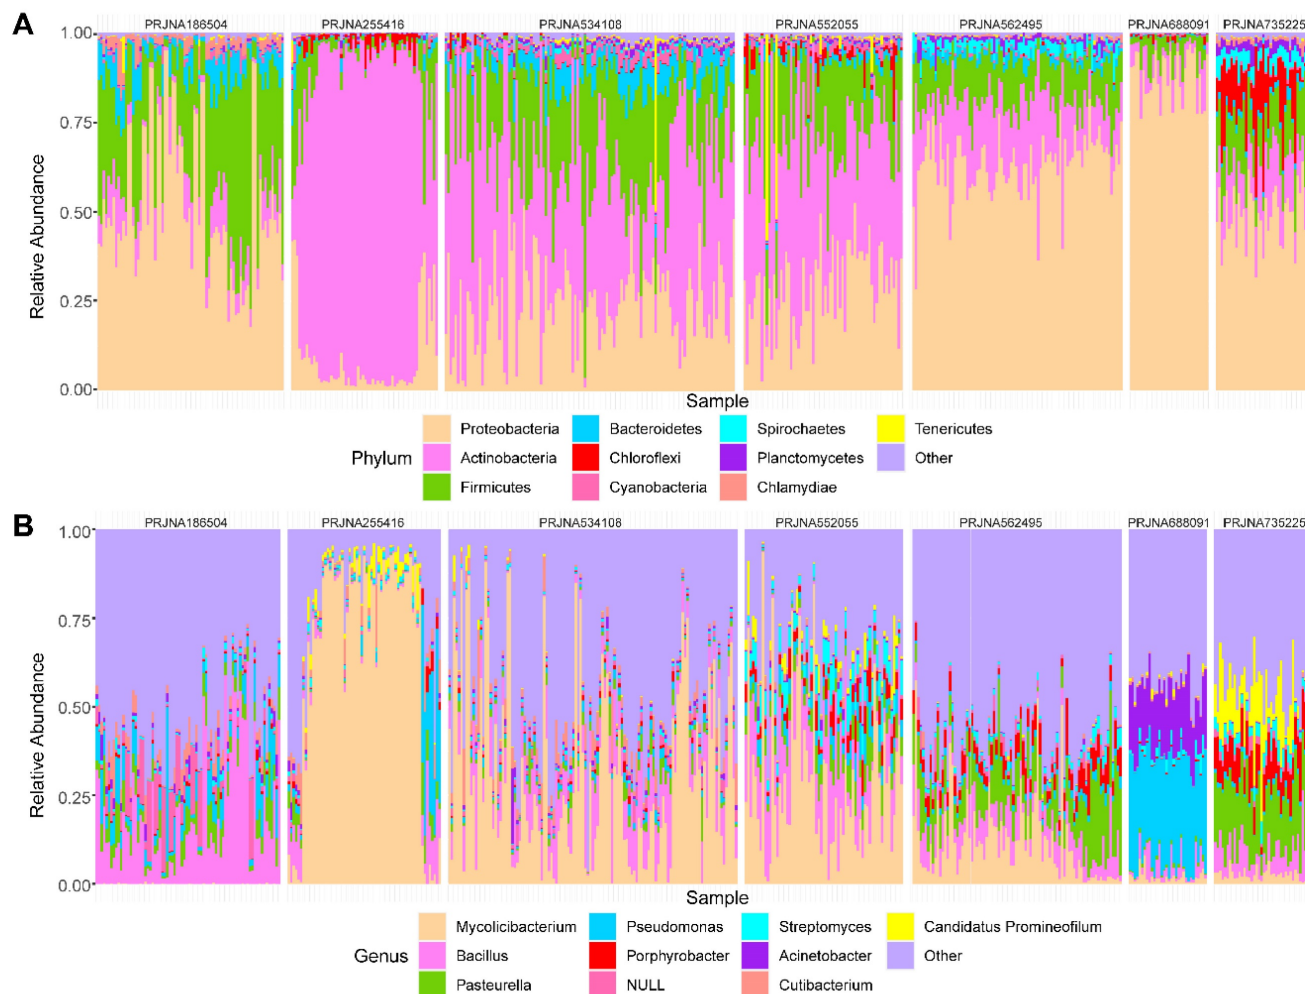 A
PRJNA186504 PRJNA255416 PRJNA534108 PRJNA552055 PRJNA562495 PRJNA688091 PRJNA735225
Relative Abundance
1.00
0.75
0.50
0.25
0.00
Sample
Phylum
Proteobacteria Bacteroidetes Spirochaetes Tenericutes
Actinobacteria Chloroflexi Planctomycetes Other
Firmicutes Cyanobacteria Chlamydiae
B
PRJNA186504 PRJNA255416 PRJNA534108 PRJNA552055 PRJNA562495 PRJNA688091 PRJNA735225
Relative Abundance
1.00
0.75
0.50
0.25
0.00
Sample
Genus
Mycolicibacterium Pseudomonas Streptomyces Candidatus Promineofilum
Bacillus Porphyrobacter Acinetobacter Other
Pasteurella NULL Cutibacterium